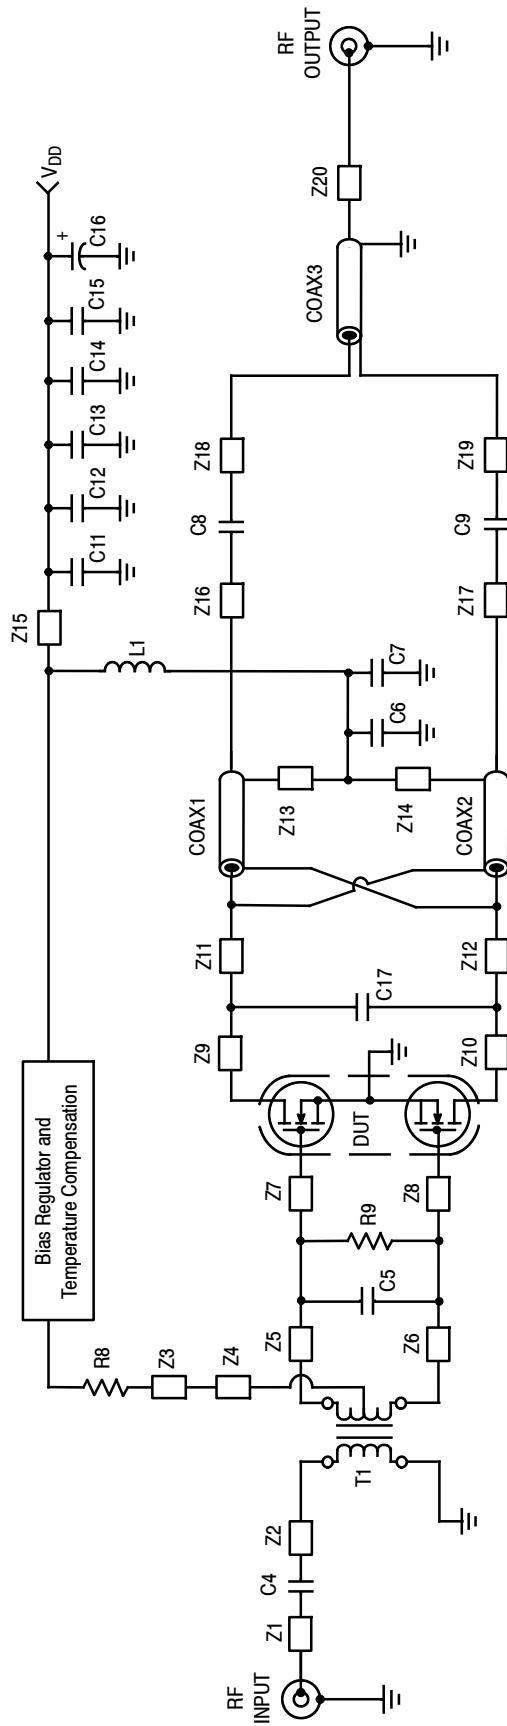 RF
INPUT
Z1
C4
Z2
T1
R8
Z3
Z4
Z5
Z6
C5
R9
Z7
Z8
DUT
Bias Regulator and
Temperature Compensation
Z9
Z10
C17
Z11
Z12
COAX1
COAX2
Z13
Z14
C6
C7
L1
Z15
C11
C12
C13
C14
C15
C16
+
VDD
Z16
C8
Z18
Z17
C9
Z19
COAX3
Z20
RF
OUTPUT